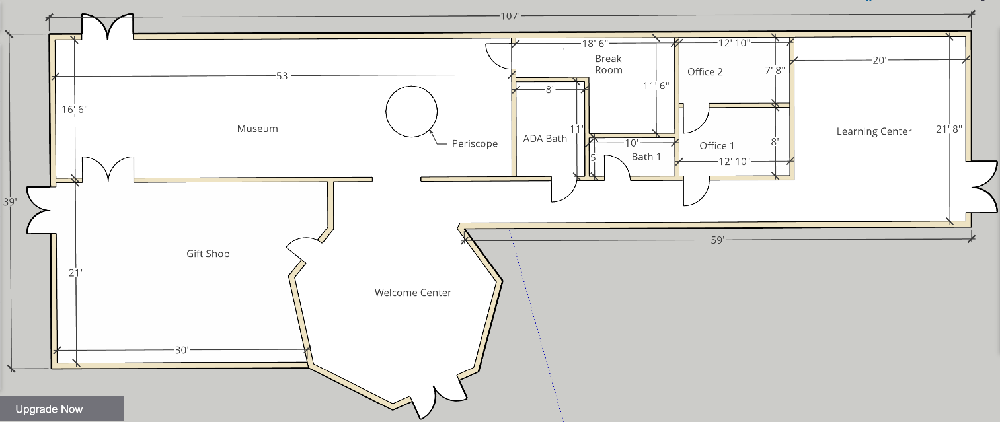 107'
18' 6"
12' 10"
Break
Room
20'
Office 2
7' 8"
53'
11' 6"
8'
16' 6"
Museum
11'
21' 8"
Learning Center
ADA Bath
Periscope
10'
Office 1
8'
5'
Bath 1
12' 10"
39'
59'
Gift Shop
21'
Welcome Center
30'
Upgrade Now